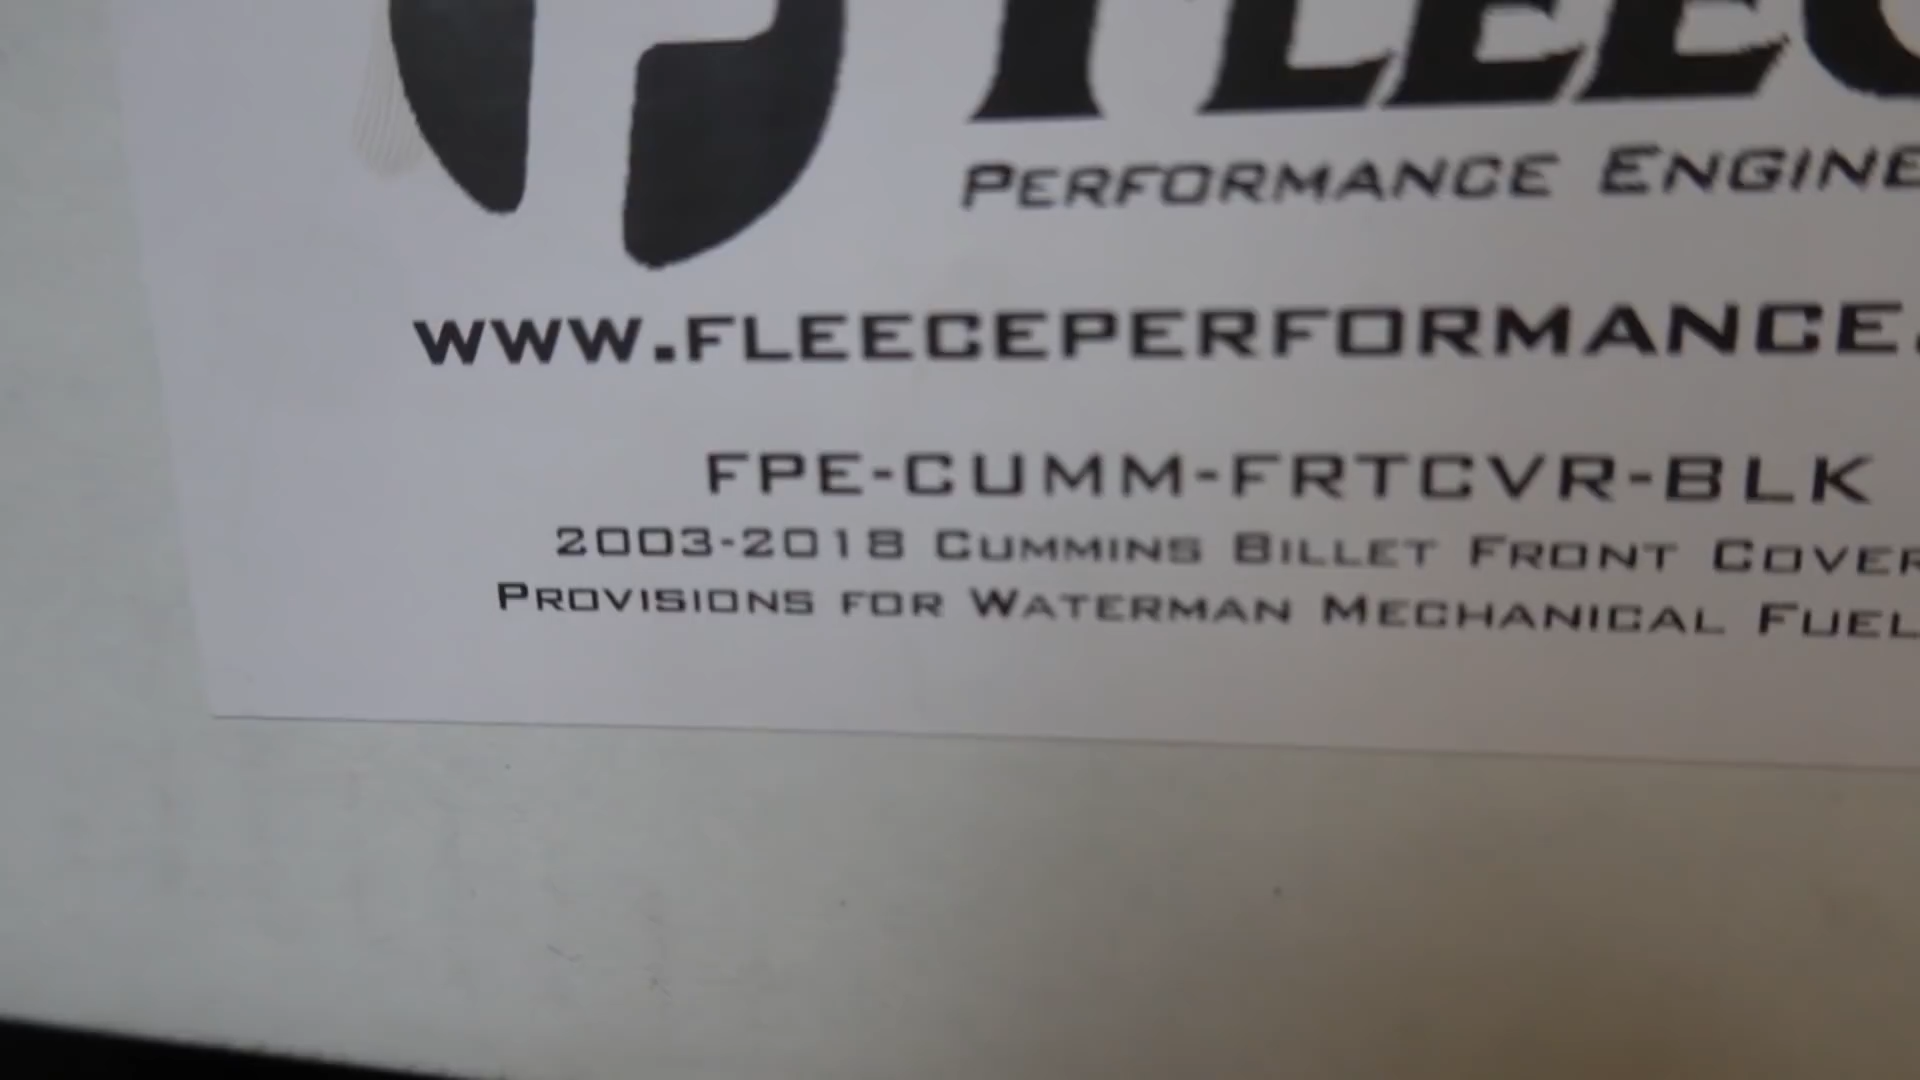 FLEEC
PERFORMANCE ENGINE
WWW.FLEECEPERFORMANCE.
FPE-CUMM-FRTCVR-BLK
2003-2018 CUMMINS BILLET FRONT COVER
PROVISIONS FOR WATERMAN MECHANICAL FUEL